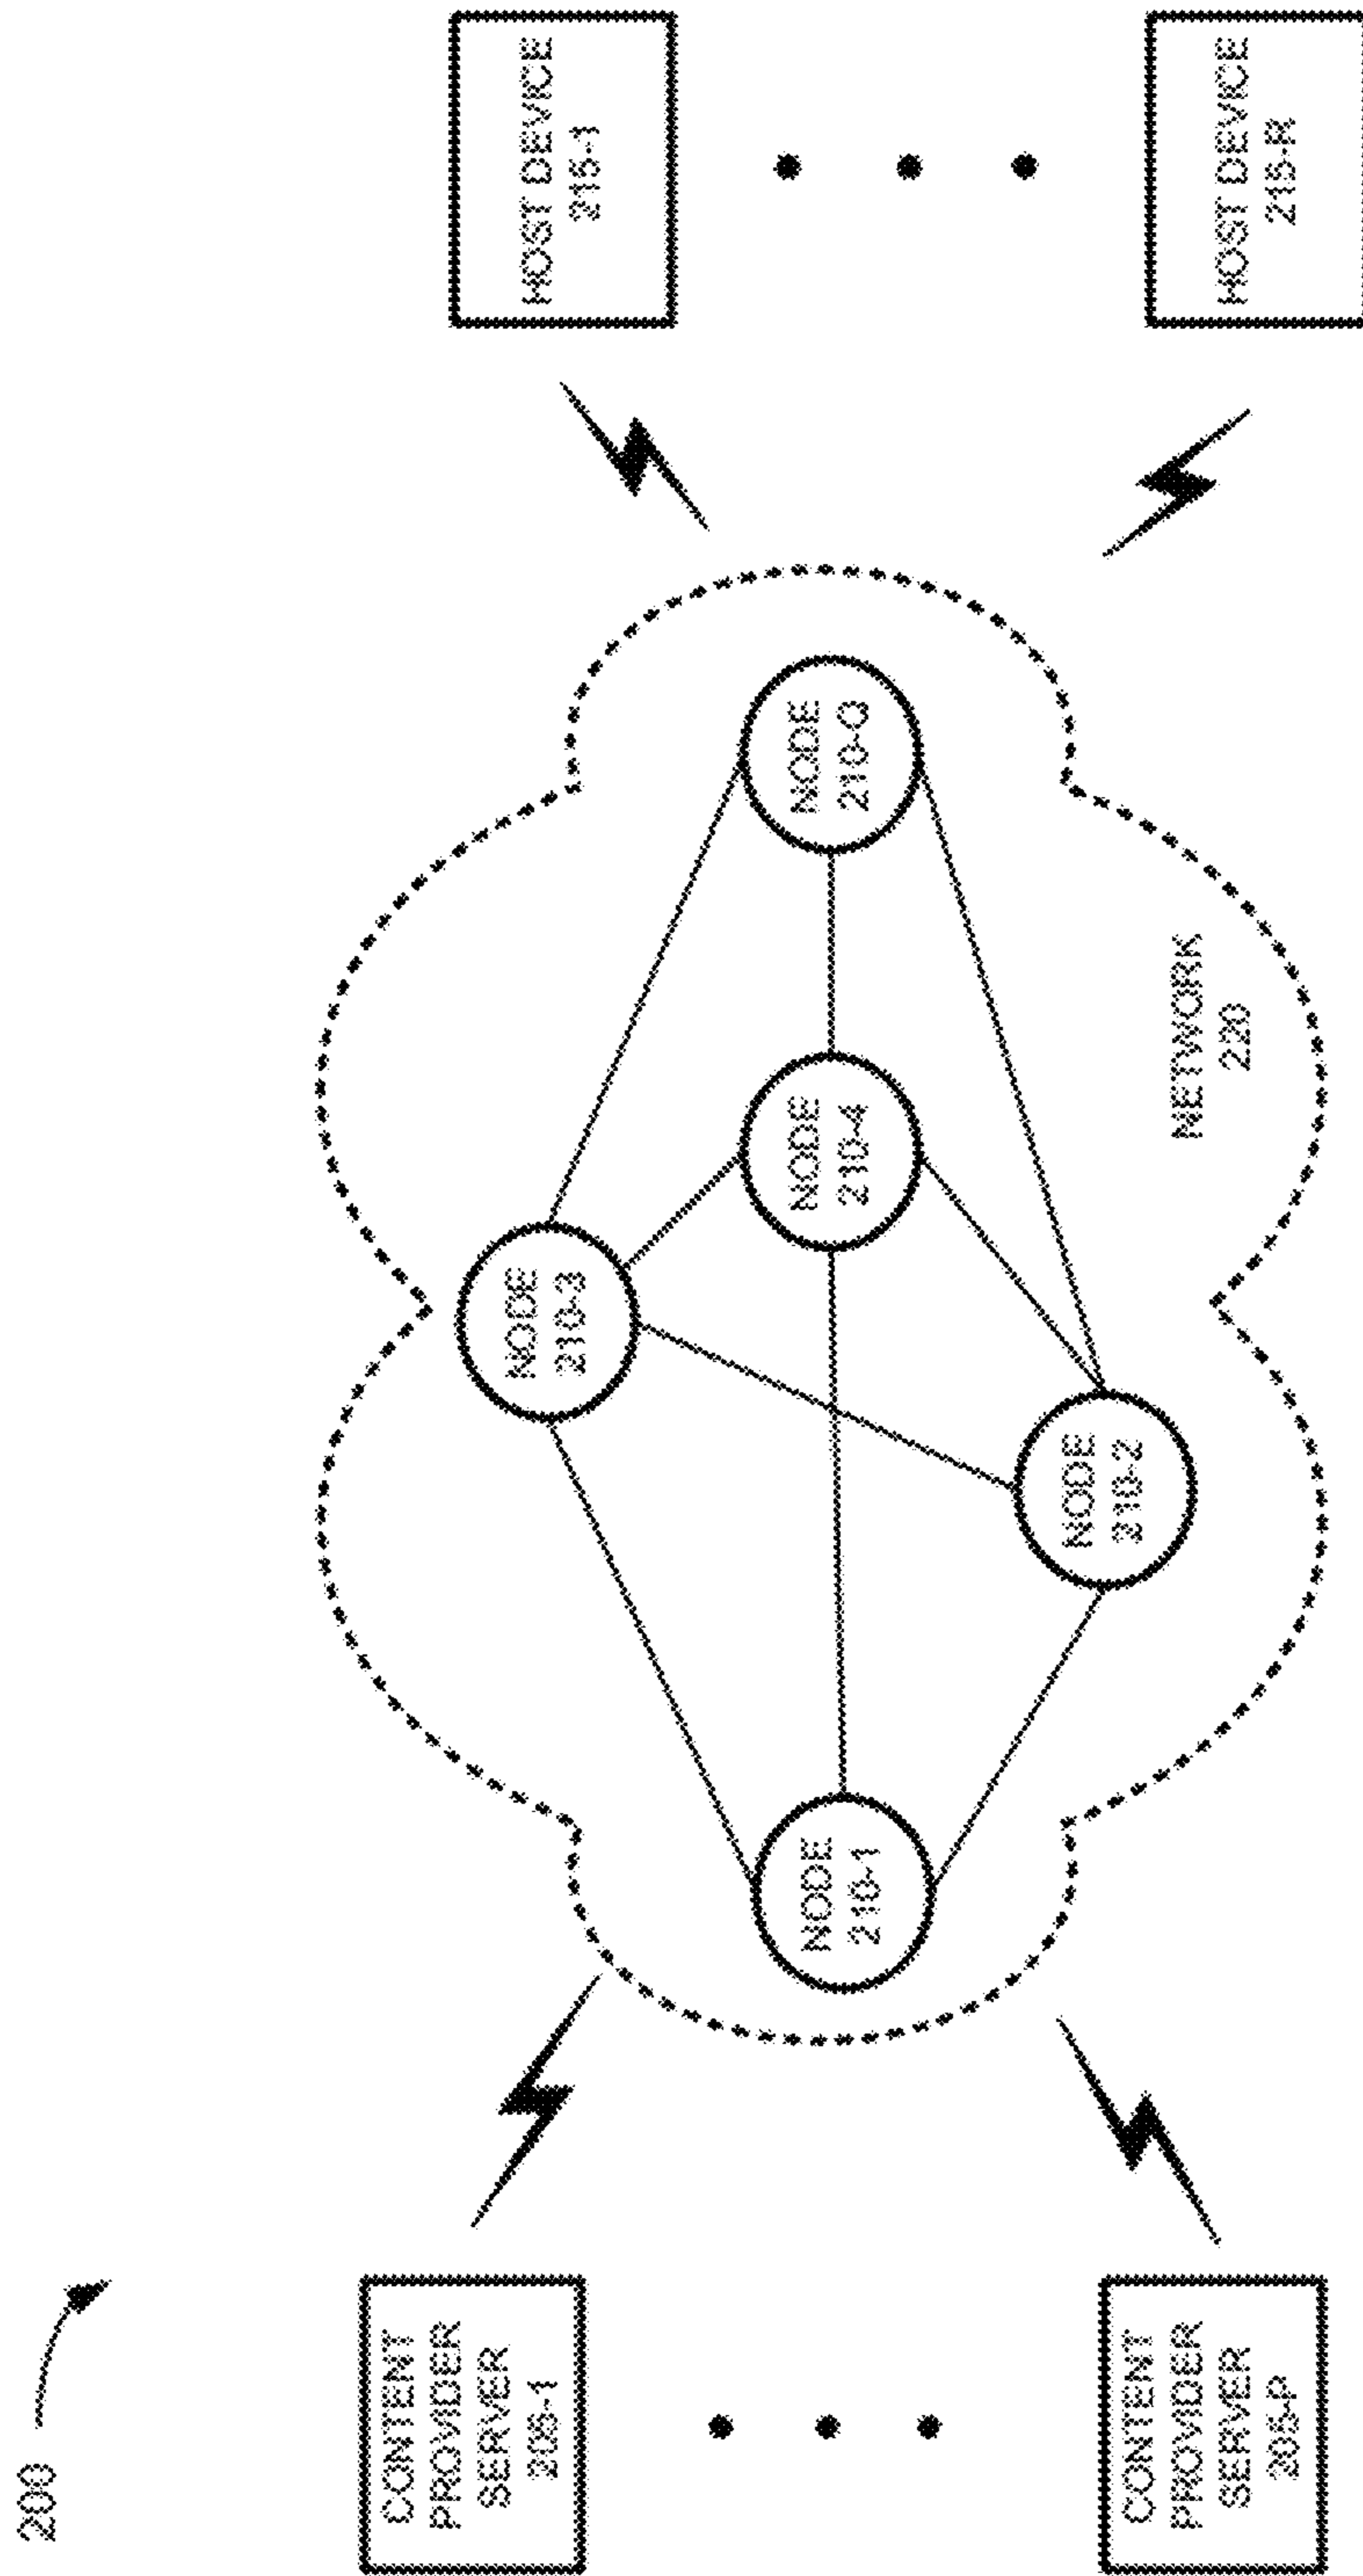 200
CONTENT
PROVIDER
SERVER
205-1
CONTENT
PROVIDER
SERVER
205-P
NODE
210-1
NODE
210-2
NODE
210-3
NODE
210-4
NODE
210-Q
NETWORK
220
HOST DEVICE
215-1
HOST DEVICE
215-R